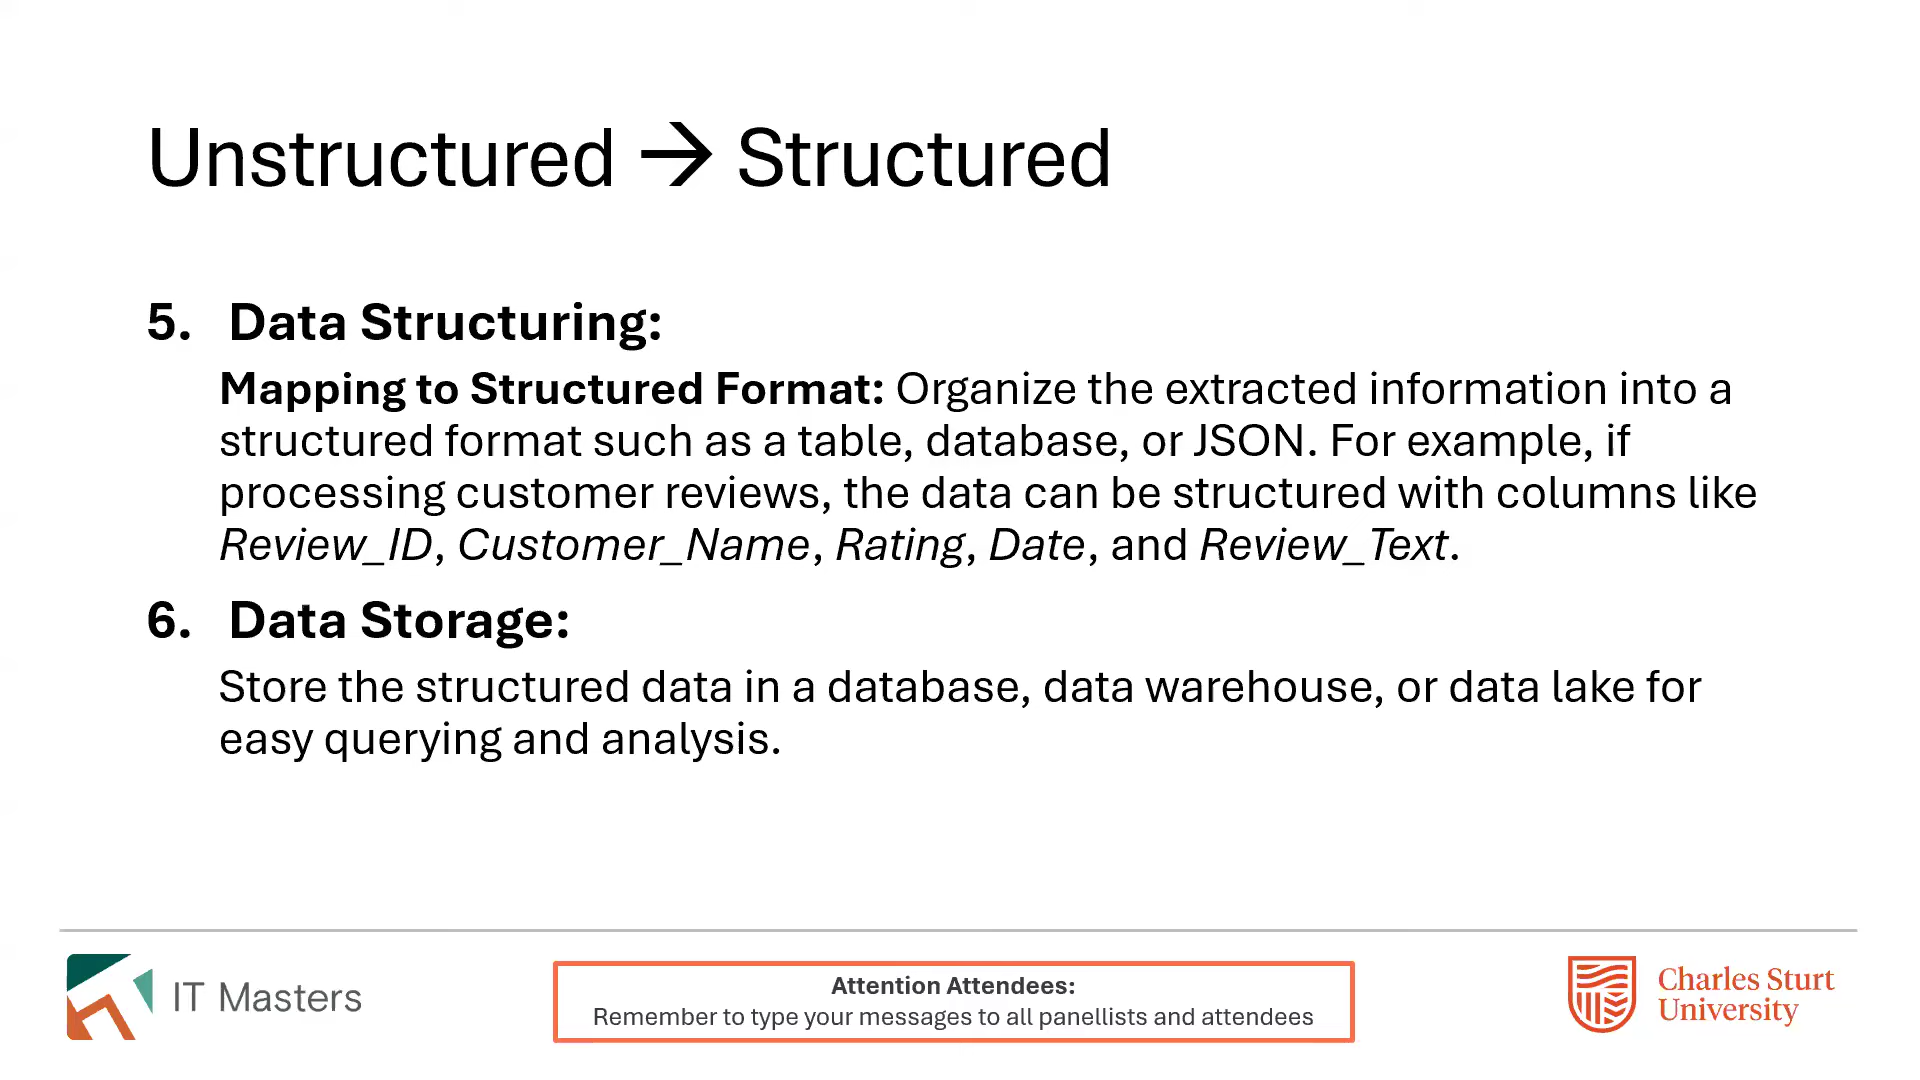 Unstructured → Structured
5. Data Structuring:
Mapping to Structured Format: Organize the extracted information into a
structured format such as a table, database, or JSON. For example, if
processing customer reviews, the data can be structured with columns like
Review_ID, Customer_Name, Rating, Date, and Review_Text.
6. Data Storage:
Store the structured data in a database, data warehouse, or data lake for
easy querying and analysis.
IT Masters
Attention Attendees:
Remember to type your messages to all panellists and attendees
Charles Sturt
University